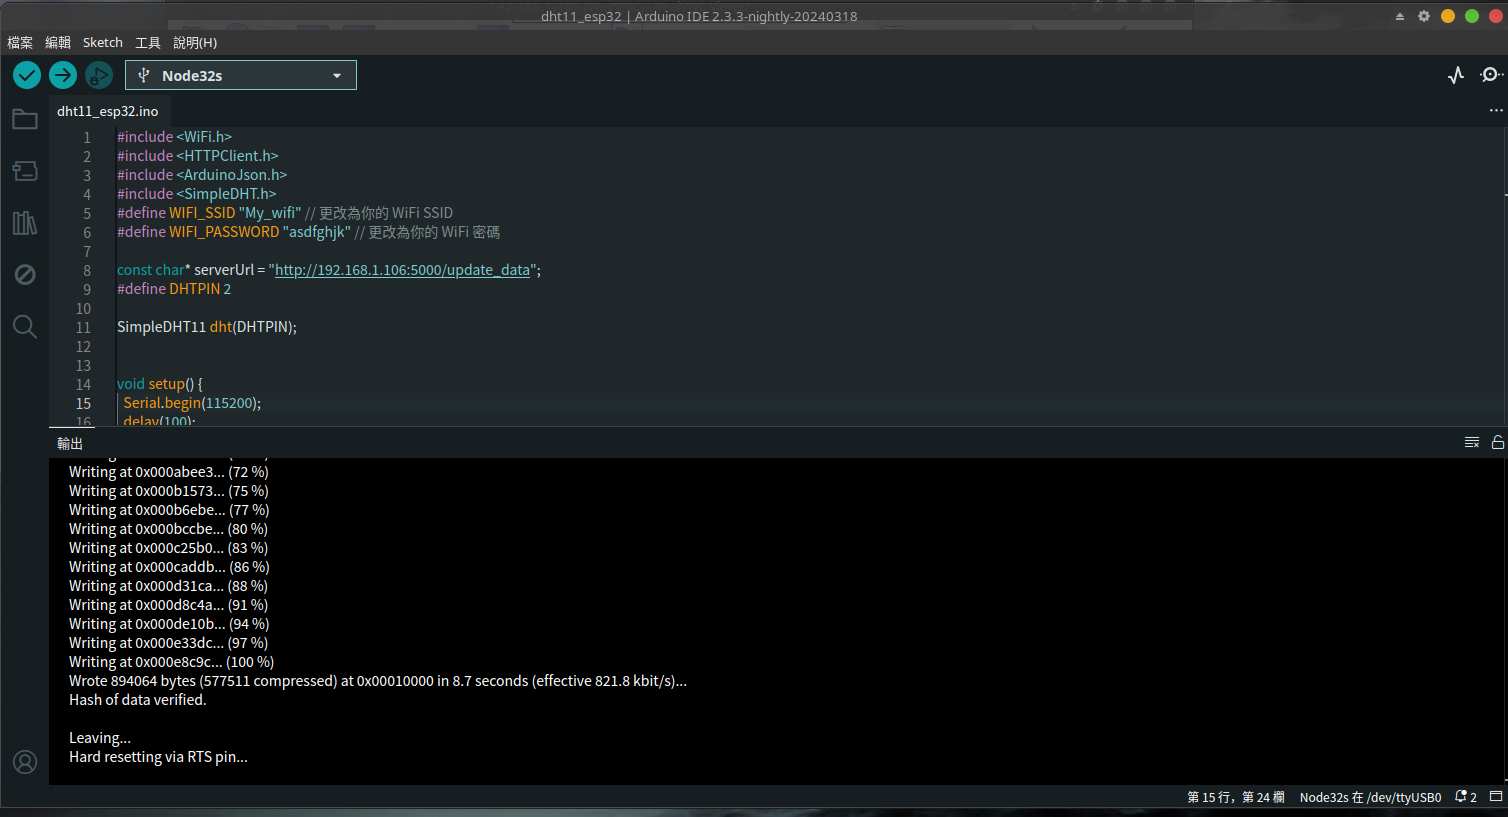 dht11_esp32 | Arduino IDE 2.3.3-nightly-20240318
檔案 編輯 Sketch 工具 說明(H)
Node32s
dht11_esp32.ino
1 #include <WiFi.h>
2 #include <HTTPClient.h>
3 #include <ArduinoJson.h>
4 #include <SimpleDHT.h>
5 #define WIFI_SSID "My_wifi" // 更改為你的 WiFi SSID
6 #define WIFI_PASSWORD "asdfghjk" // 更改為你的 WiFi 密碼
7
8 const char* serverUrl = "http://192.168.1.106:5000/update_data";
9 #define DHTPIN 2
10
11 SimpleDHT11 dht(DHTPIN);
12
13
14 void setup() {
15 Serial.begin(115200);
16 delay(100);
輸出
Writing at 0x000abee3... (72 %)
Writing at 0x000b1573... (75 %)
Writing at 0x000b6ebe... (77 %)
Writing at 0x000bccbe... (80 %)
Writing at 0x000c25b0... (83 %)
Writing at 0x000caddb... (86 %)
Writing at 0x000d31ca... (88 %)
Writing at 0x000d8c4a... (91 %)
Writing at 0x000de10b... (94 %)
Writing at 0x000e33dc... (97 %)
Writing at 0x000e8c9c... (100 %)
Wrote 894064 bytes (577511 compressed) at 0x00010000 in 8.7 seconds (effective 821.8 kbit/s)...
Hash of data verified.
Leaving...
Hard resetting via RTS pin...
第 15 行，第 24 欄 Node32s 在 /dev/ttyUSB0 2